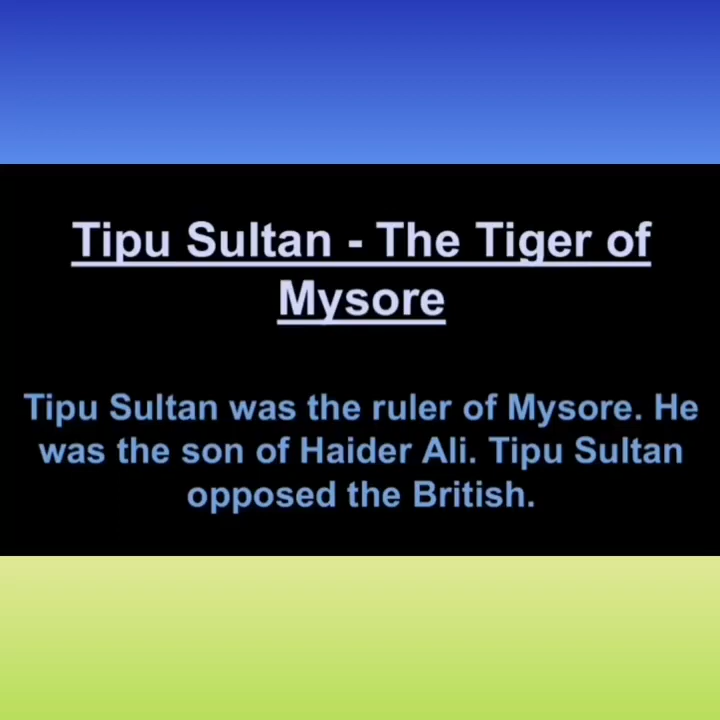 Tipu Sultan - The Tiger of
Mysore
Tipu Sultan was the ruler of Mysore. He
was the son of Haider Ali. Tipu Sultan
opposed the British.